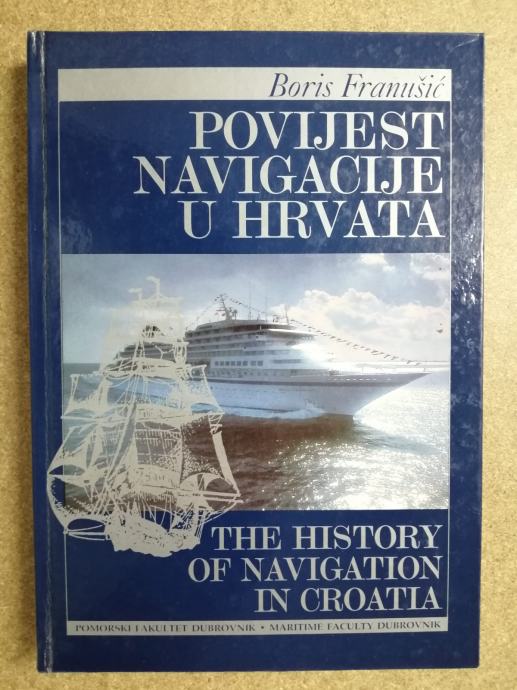 Boris Franušić
POVIJEST
NAVIGACIJE
U HRVATA
THE HISTORY
OF NAVIGATION
IN CROATIA
POMORSKI FAKULTET DUBROVNIK • MARITIME FACULTY DUBROVNIK